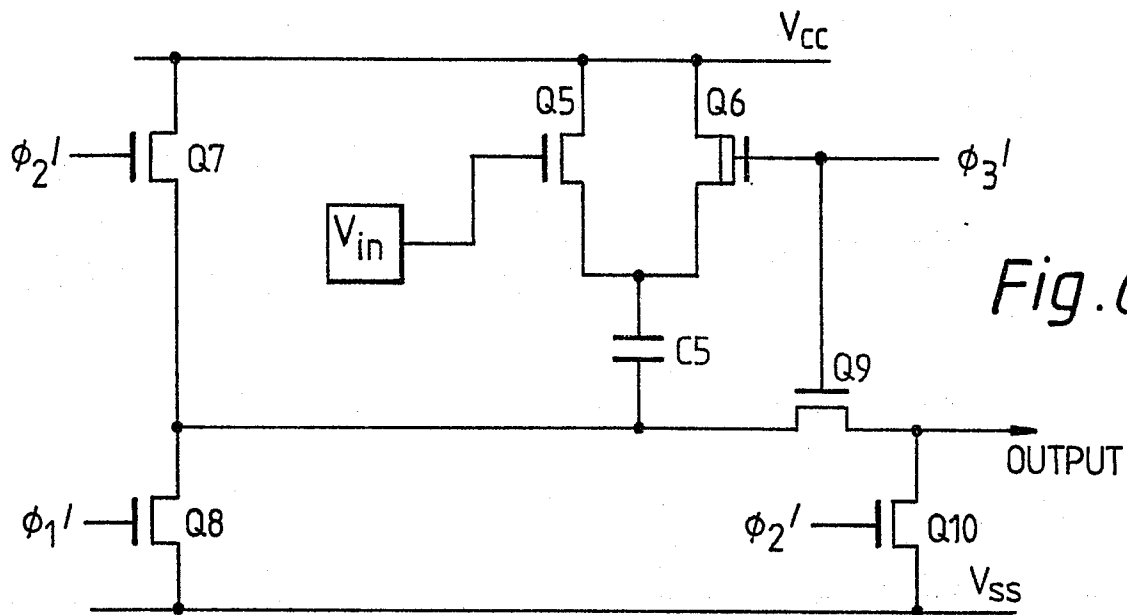 VCC
Q5
Q6
ϕ2'
Q7
ϕ3'
Vin
Fig.
C5
Q9
OUTPUT
ϕ1'
Q8
ϕ2'
Q10
VSS